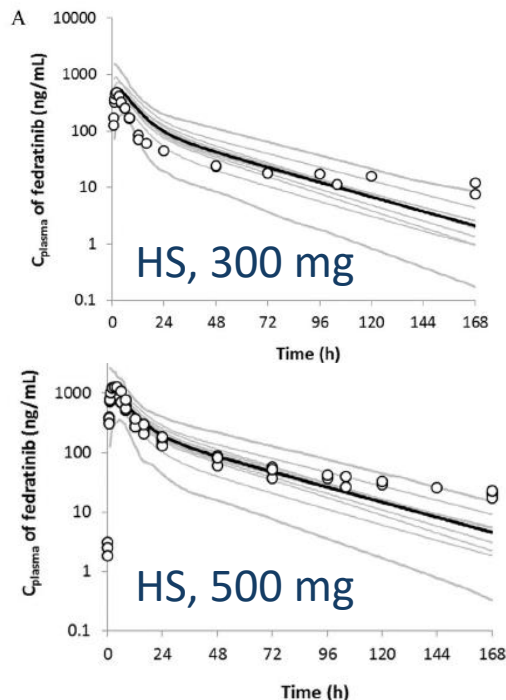 A
10000
1000
100
10
1
0.1
C_plasma of fedratinib (ng/mL)
HS, 300 mg
0 24 48 72 96 120 144 168
Time (h)
1000
100
10
1
0.1
C_plasma of fedratinib (ng/mL)
HS, 500 mg
0 24 48 72 96 120 144 168
Time (h)